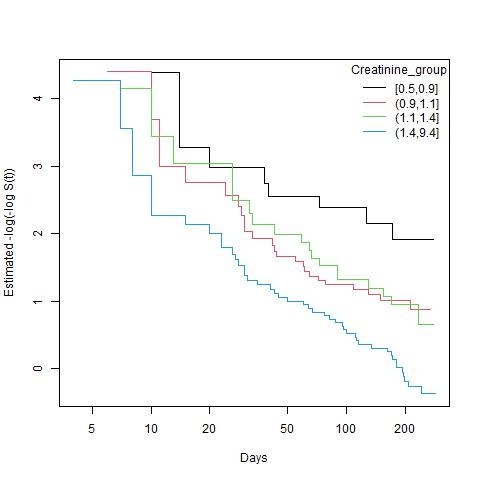 Creatinine_group
[0.5,0.9]
(0.9,1.1]
(1.1,1.4]
(1.4,9.4]
Estimated -log(-log S(t))
4
3
2
1
0
5 10 20 50 100 200
Days